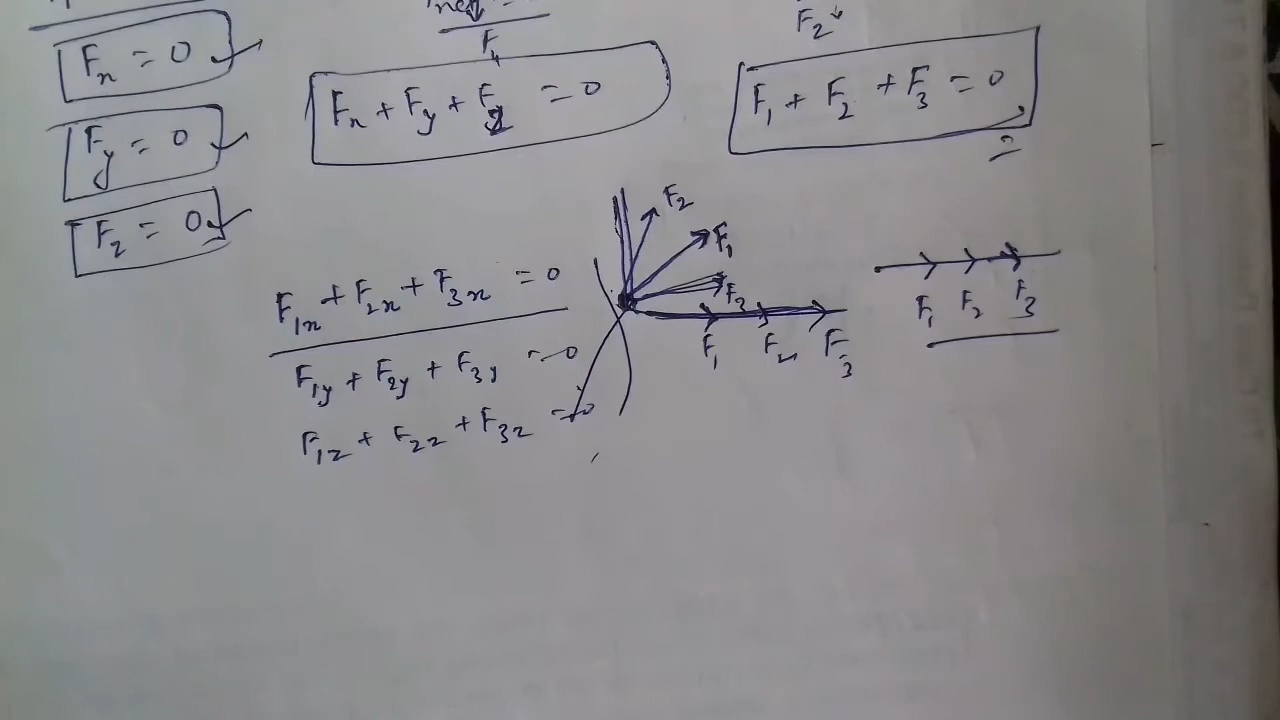 F₄
F₂
Fₓ = 0
Fₓ + Fy + Fz = 0
F₁ + F₂ + F₃ = 0
Fy = 0
Fz = 0
F₂
F₁
F₃
F₁ₓ + F₂ₓ + F₃ₓ = 0
F₁ F₂ F₃
F₁ F₂ F₃
F₁y + F₂y + F₃y = 0
F₁z + F₂z + F₃z = 0